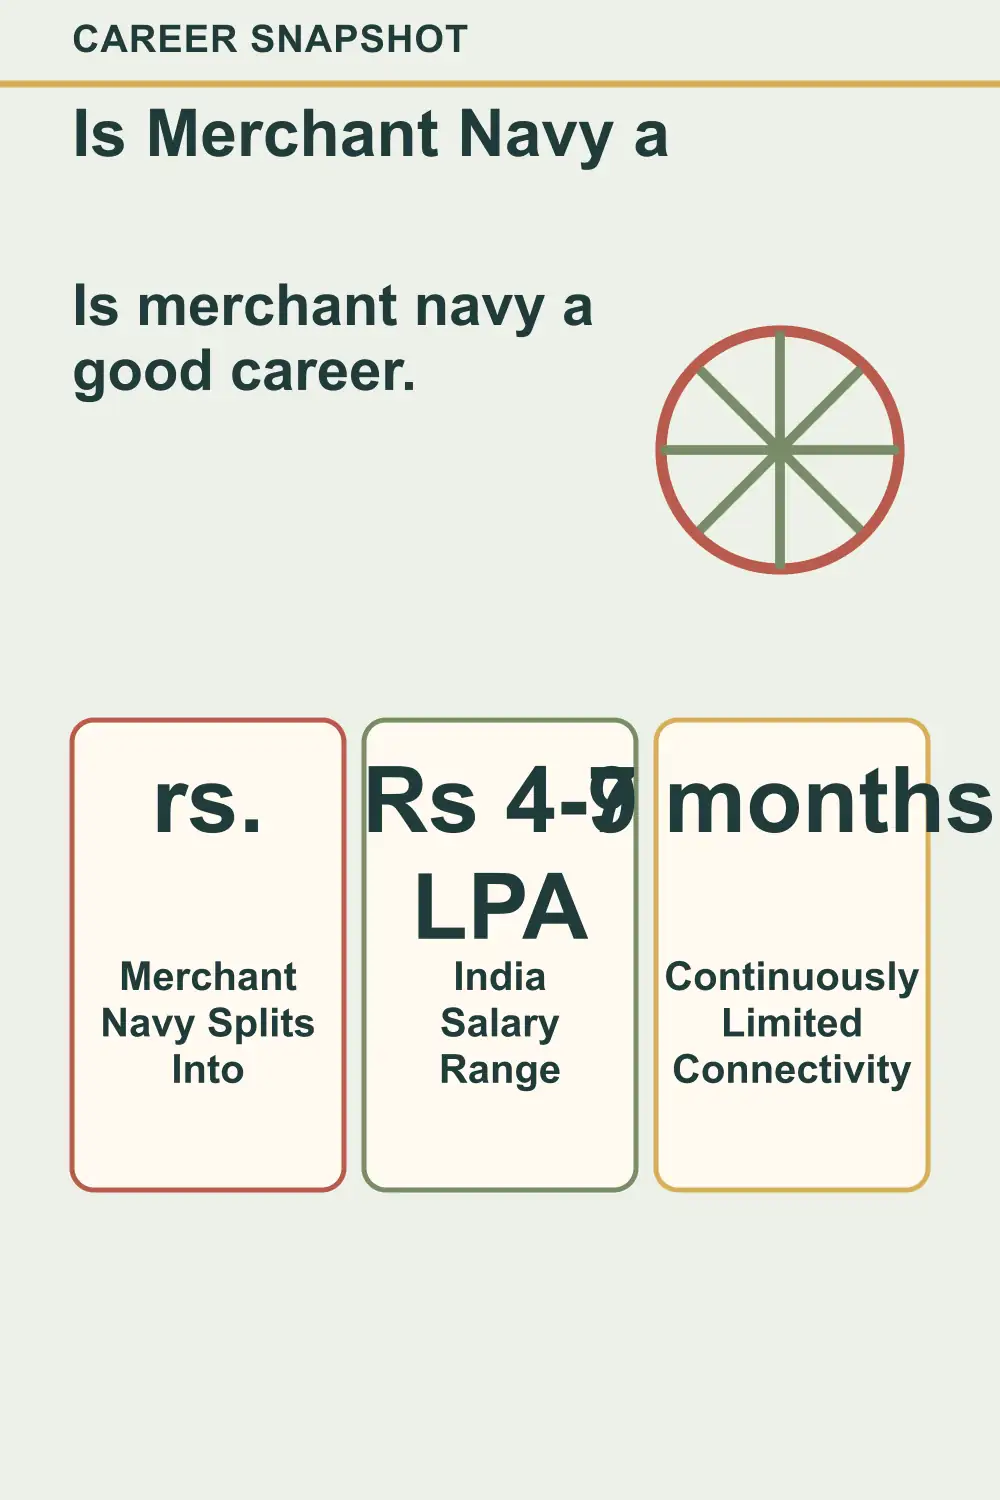 CAREER SNAPSHOT
Is Merchant Navy a
Is merchant navy a
good career.
rs.
Merchant
Navy Splits
Into
Rs
LPA
India
Salary
Range
months
Continuously
Limited
Connectivity